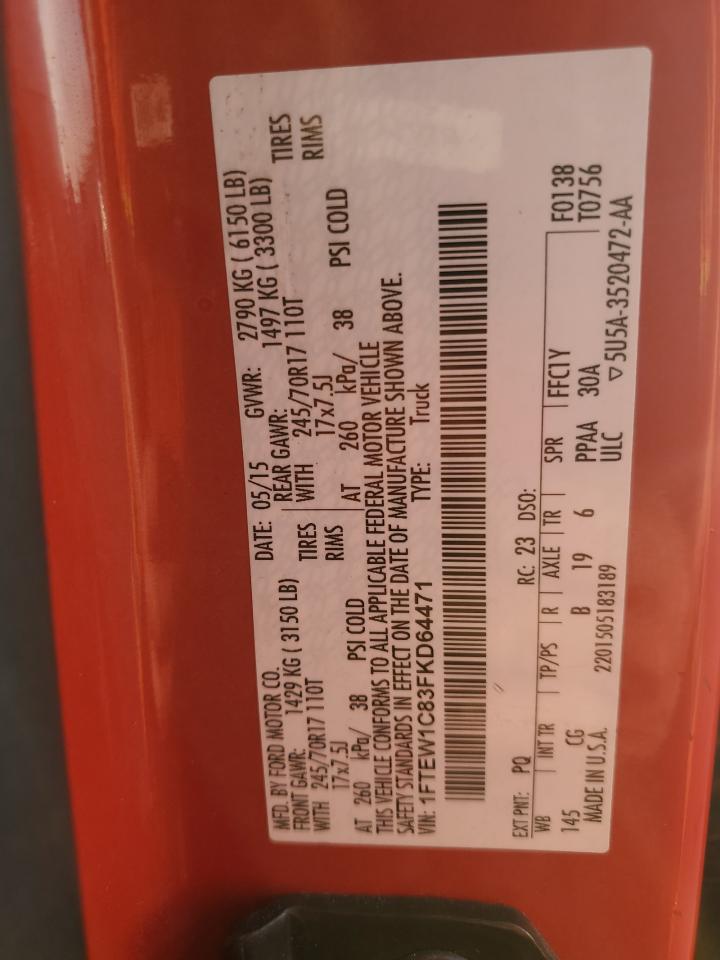 MFD. BY FORD MOTOR CO.
DATE: 05/15 GVWR: 2790 KG ( 6150 LB)
FRONT GAWR: 1429 KG ( 3150 LB) REAR GAWR: 1497 KG ( 3300 LB)
WITH 245/70R17 110T TIRES WITH 245/70R17 110T TIRES
17x7.5J RIMS 17x7.5J RIMS
AT 260 kPa/ 38 PSI COLD AT 260 kPa/ 38 PSI COLD
THIS VEHICLE CONFORMS TO ALL APPLICABLE FEDERAL MOTOR VEHICLE
SAFETY STANDARDS IN EFFECT ON THE DATE OF MANUFACTURE SHOWN ABOVE.
VIN: 1FTEW1C83FKD64471 TYPE: Truck
EXT PNT: PQ RC: 23 DSO: F0138
WB INT TR TP/PS R AXLE TR SPR FFC1Y T0756
145 CG B 19 6 PPAA 30A
MADE IN U.S.A. 2201505183189 ULC ▽5U5A-3520472-AA